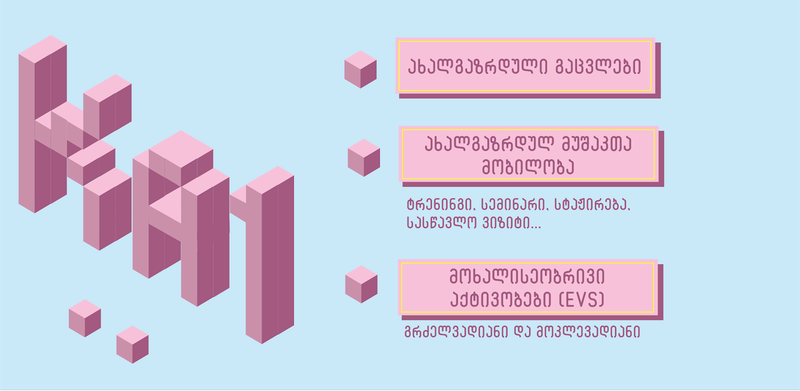 KA1
ახალგაზრდული გაცვლები
ახალგაზრდულ მუშაკთა
მობილობა
ტრენინგი, სემინარი, სტაჟირება,
სასწავლო ვიზიტი...
მოხალისეობრივი
აქტივობები (EVS)
გრძელვადიანი და მოკლევადიანი